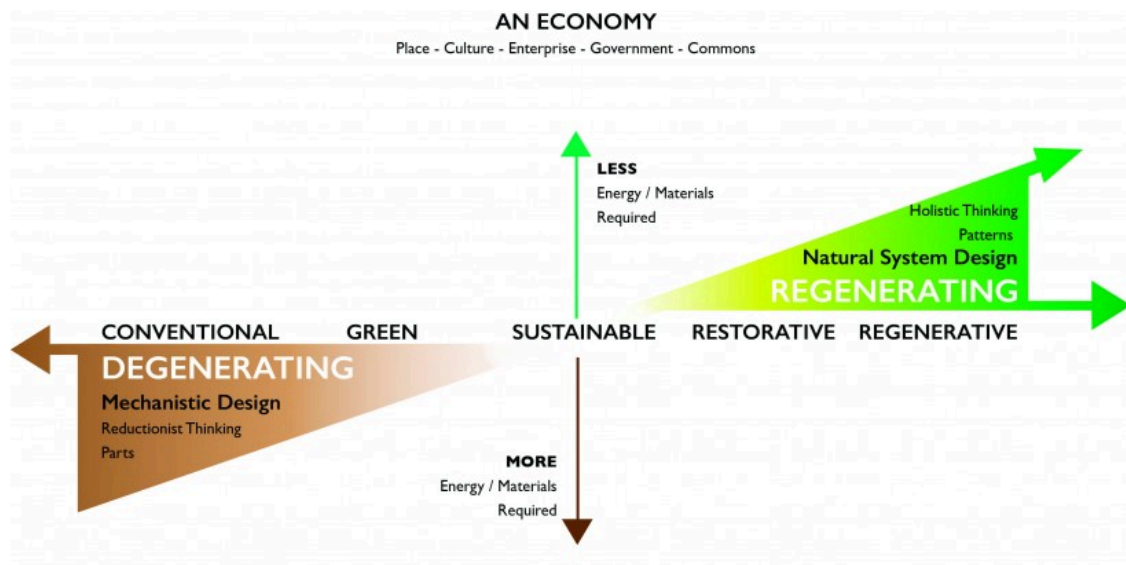 AN ECONOMY
Place - Culture - Enterprise - Government - Commons
LESS
Energy / Materials
Required
Holistic Thinking
Patterns
Natural System Design
REGENERATING
CONVENTIONAL GREEN SUSTAINABLE RESTORATIVE REGENERATIVE
DEGENERATING
Mechanistic Design
Reductionist Thinking
Parts
MORE
Energy / Materials
Required